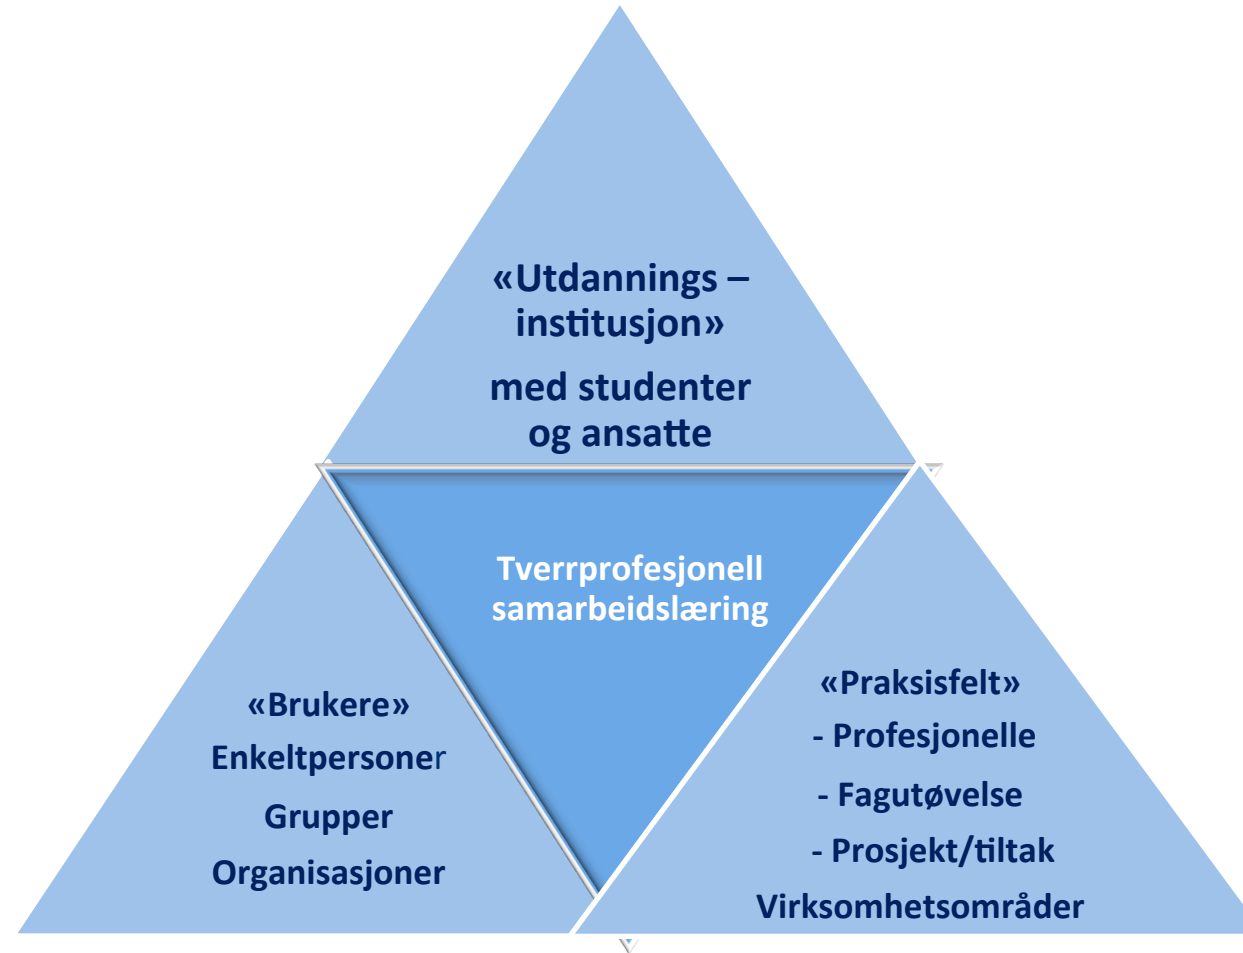 «Utdannings –
institusjon»
med studenter
og ansatte
Tverrprofesjonell
samarbeidslæring
«Brukere»
Enkeltpersoner
Grupper
Organisasjoner
«Praksisfelt»
- Profesjonelle
- Fagutøvelse
- Prosjekt/tiltak
Virksomhetsområder